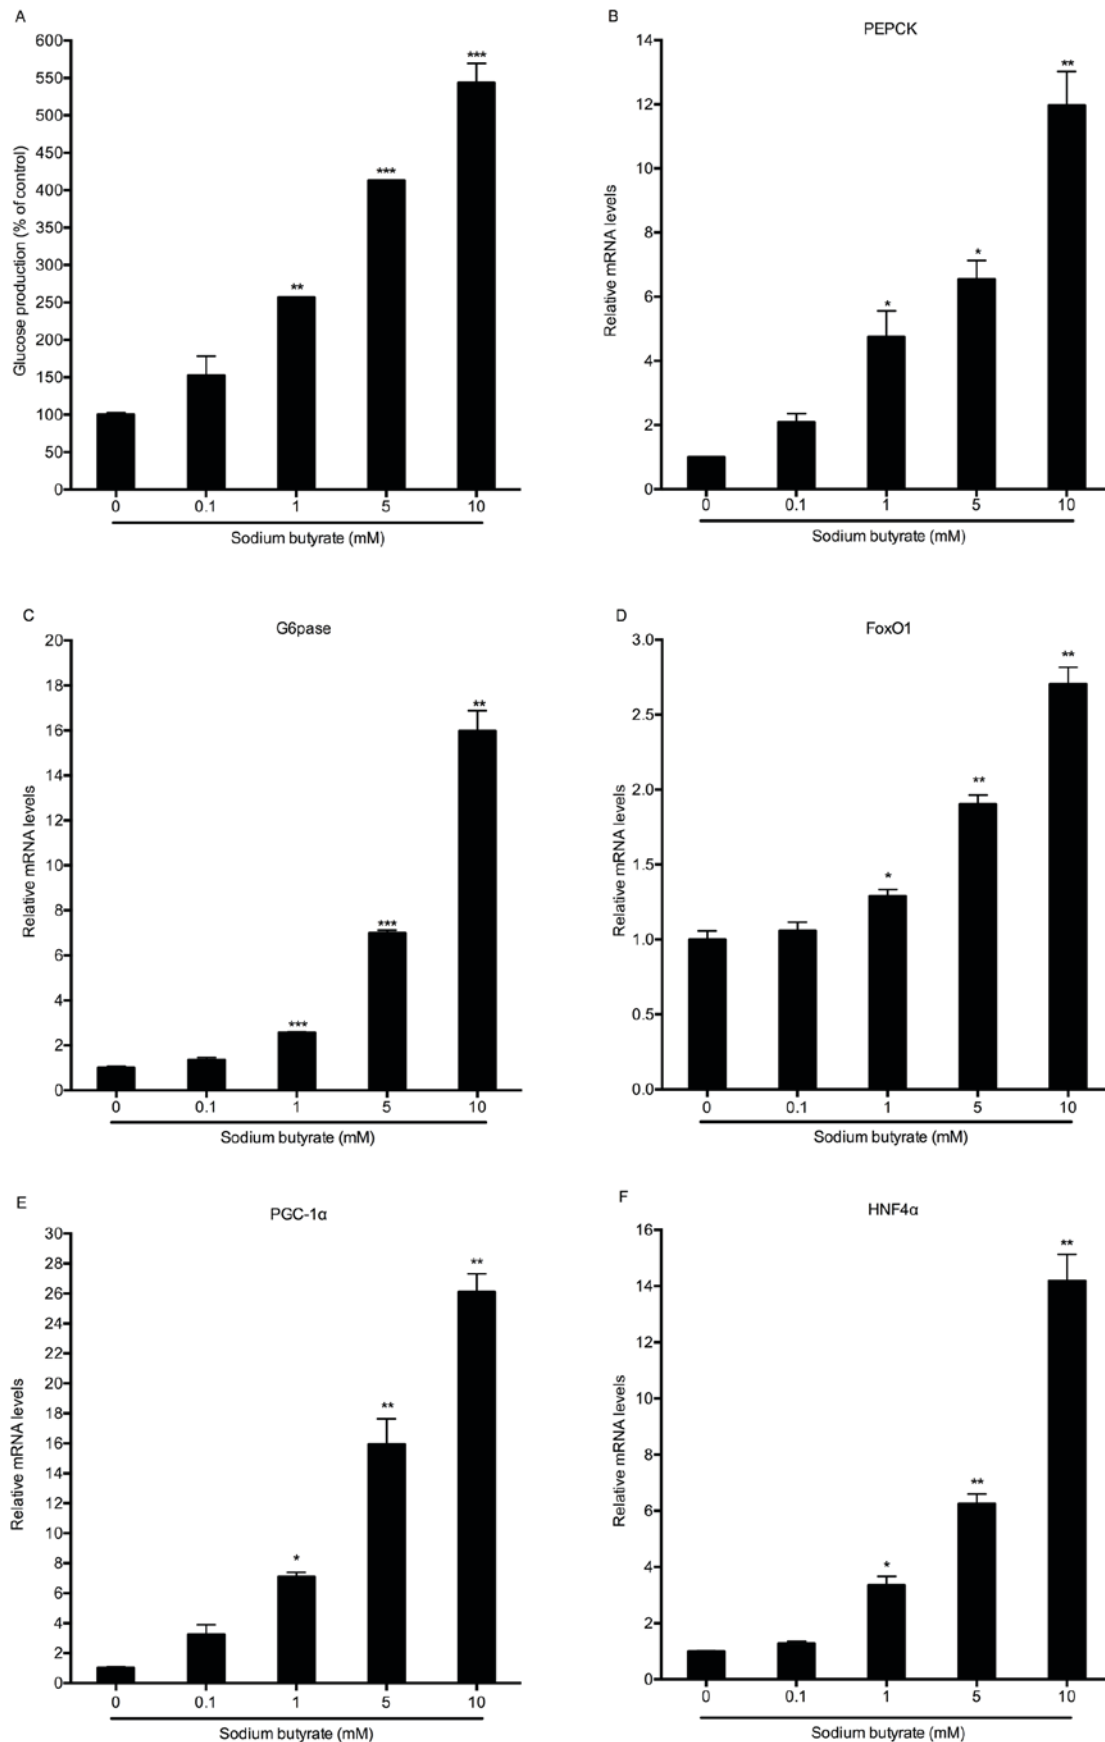 A
Glucose production (% of control)
600
550
500
450
400
350
300
250
200
150
100
50
0
**
***
***
0 0.1 1 5 10
Sodium butyrate (mM)
B
PEPCK
Relative mRNA levels
14
12
10
8
6
4
2
0
*
*
**
0 0.1 1 5 10
Sodium butyrate (mM)
C
G6pase
Relative mRNA levels
20
18
16
14
12
10
8
6
4
2
0
***
***
**
0 0.1 1 5 10
Sodium butyrate (mM)
D
FoxO1
Relative mRNA levels
3.0
2.5
2.0
1.5
1.0
0.5
0.0
*
**
**
0 0.1 1 5 10
Sodium butyrate (mM)
E
PGC-1α
Relative mRNA levels
30
28
26
24
22
20
18
16
14
12
10
8
6
4
2
0
*
**
**
0 0.1 1 5 10
Sodium butyrate (mM)
F
HNF4α
Relative mRNA levels
16
14
12
10
8
6
4
2
0
*
**
**
0 0.1 1 5 10
Sodium butyrate (mM)